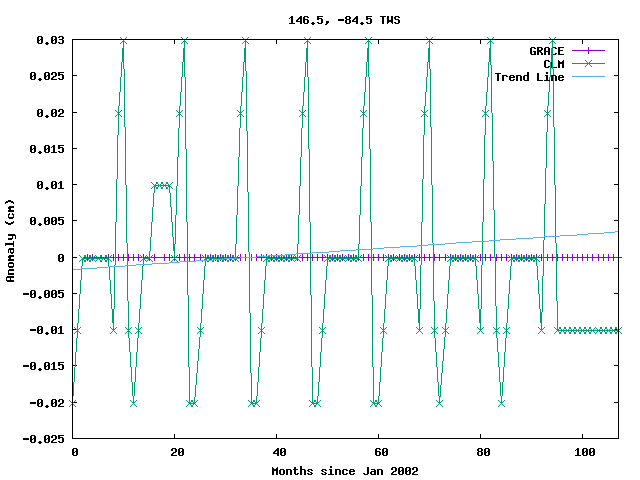 146.5, -84.5 TWS
GRACE
CLM
Trend Line
0.03
0.025
0.02
0.015
0.01
0.005
0
-0.005
-0.01
-0.015
-0.02
-0.025
Anomaly (cm)
0 20 40 60 80 100
Months since Jan 2002